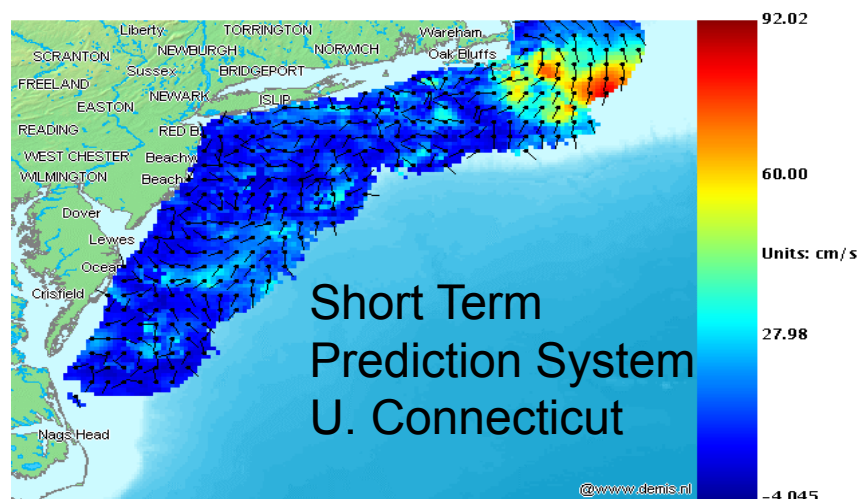 Liberty
TORRINGTON
Wareham
92.02
SCRANTON
NEWBURGH
NORWICH
Oak Bluffs
Sussex
BRIDGEPORT
FREELAND
NEWARK
ISLIP
EASTON
READING
RED B
WEST CHESTER
Beachw
60.00
WILMINGTON
Beach
Dover
Lewes
Units: cm/s
Ocean
Crisfield
Short Term
27.98
Prediction System
U. Connecticut
Nags Head
@www.demis.nl
-4.045